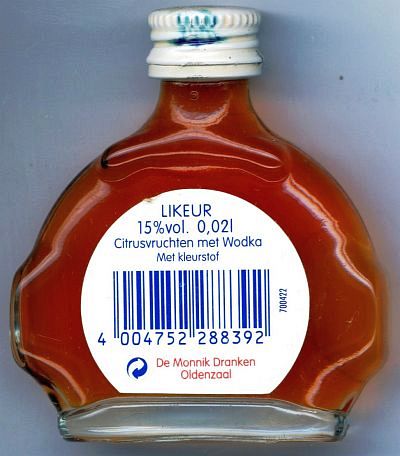 LIKEUR
15%vol. 0,02l
Citrusvruchten met Wodka
Met kleurstof
700422
4 004752 288392
De Monnik Dranken
Oldenzaal